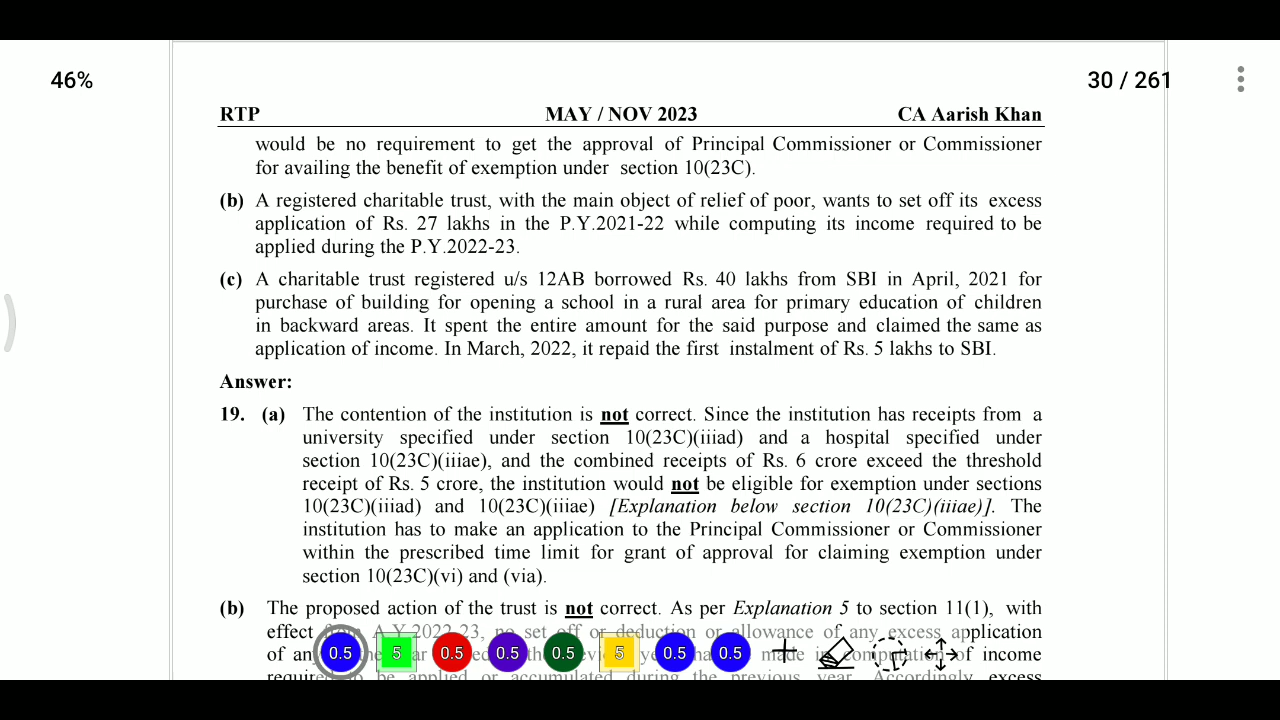 46%
30 / 261
RTP MAY / NOV 2023 CA Aarish Khan
would be no requirement to get the approval of Principal Commissioner or Commissioner
for availing the benefit of exemption under section 10(23C).
(b) A registered charitable trust, with the main object of relief of poor, wants to set off its excess
application of Rs. 27 lakhs in the P.Y.2021-22 while computing its income required to be
applied during the P.Y.2022-23.
(c) A charitable trust registered u/s 12AB borrowed Rs. 40 lakhs from SBI in April, 2021 for
purchase of building for opening a school in a rural area for primary education of children
in backward areas. It spent the entire amount for the said purpose and claimed the same as
application of income. In March, 2022, it repaid the first instalment of Rs. 5 lakhs to SBI.
Answer:
19. (a) The contention of the institution is not correct. Since the institution has receipts from a
university specified under section 10(23C)(iiiad) and a hospital specified under
section 10(23C)(iiiae), and the combined receipts of Rs. 6 crore exceed the threshold
receipt of Rs. 5 crore, the institution would not be eligible for exemption under sections
10(23C)(iiiad) and 10(23C)(iiiae) [Explanation below section 10(23C)(iiiae)]. The
institution has to make an application to the Principal Commissioner or Commissioner
within the prescribed time limit for grant of approval for claiming exemption under
section 10(23C)(vi) and (via).
(b) The proposed action of the trust is not correct. As per Explanation 5 to section 11(1), with
effect A.Y.2022-23, no set off or deduction or allowance of any excess application
of any of income
be applied or accumulated during the previous year. Accordingly, excess
0.5 5 0.5 0.5 0.5 5 0.5 0.5